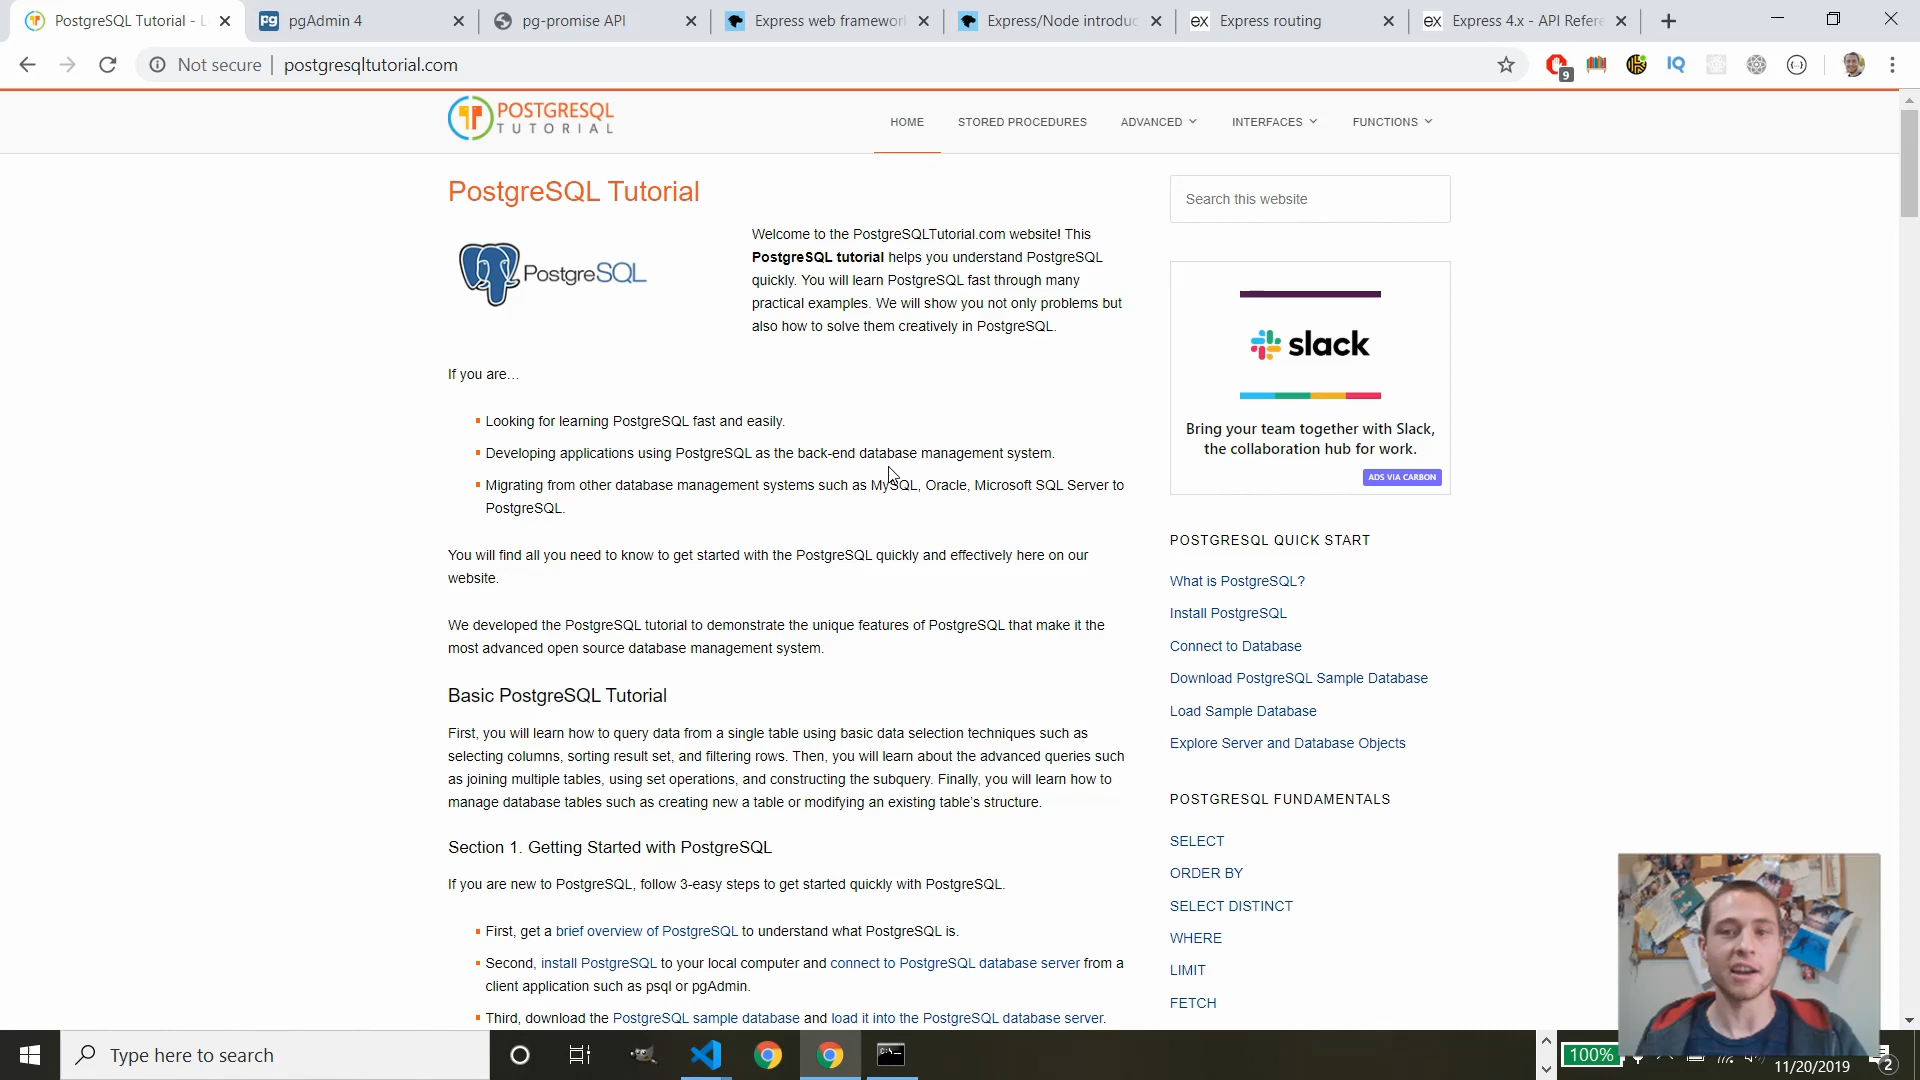 PostgreSQL Tutorial - L
pgAdmin 4
pg-promise API
Express web framework
Express/Node introduc
Express routing
Express 4.x - API Refere
Not secure
postgresqltutorial.com
9
IQ
POSTGRESQL
TUTORIAL
HOME
STORED PROCEDURES
ADVANCED
INTERFACES
FUNCTIONS
PostgreSQL Tutorial
PostgreSQL
Welcome to the PostgreSQLTutorial.com website! This
PostgreSQL tutorial helps you understand PostgreSQL
quickly. You will learn PostgreSQL fast through many
practical examples. We will show you not only problems but
also how to solve them creatively in PostgreSQL.
If you are…
Looking for learning PostgreSQL fast and easily.
Developing applications using PostgreSQL as the back-end database management system.
Migrating from other database management systems such as MySQL, Oracle, Microsoft SQL Server to
PostgreSQL.
You will find all you need to know to get started with the PostgreSQL quickly and effectively here on our
website.
We developed the PostgreSQL tutorial to demonstrate the unique features of PostgreSQL that make it the
most advanced open source database management system.
Basic PostgreSQL Tutorial
First, you will learn how to query data from a single table using basic data selection techniques such as
selecting columns, sorting result set, and filtering rows. Then, you will learn about the advanced queries such
as joining multiple tables, using set operations, and constructing the subquery. Finally, you will learn how to
manage database tables such as creating new a table or modifying an existing table's structure.
Section 1. Getting Started with PostgreSQL
If you are new to PostgreSQL, follow 3-easy steps to get started quickly with PostgreSQL.
First, get a brief overview of PostgreSQL to understand what PostgreSQL is.
Second, install PostgreSQL to your local computer and connect to PostgreSQL database server from a
client application such as psql or pgAdmin.
Third, download the PostgreSQL sample database and load it into the PostgreSQL database server.
Search this website
slack
Bring your team together with Slack,
the collaboration hub for work.
ADS VIA CARBON
POSTGRESQL QUICK START
What is PostgreSQL?
Install PostgreSQL
Connect to Database
Download PostgreSQL Sample Database
Load Sample Database
Explore Server and Database Objects
POSTGRESQL FUNDAMENTALS
SELECT
ORDER BY
SELECT DISTINCT
WHERE
LIMIT
FETCH
Type here to search
100%
11/20/2019
2